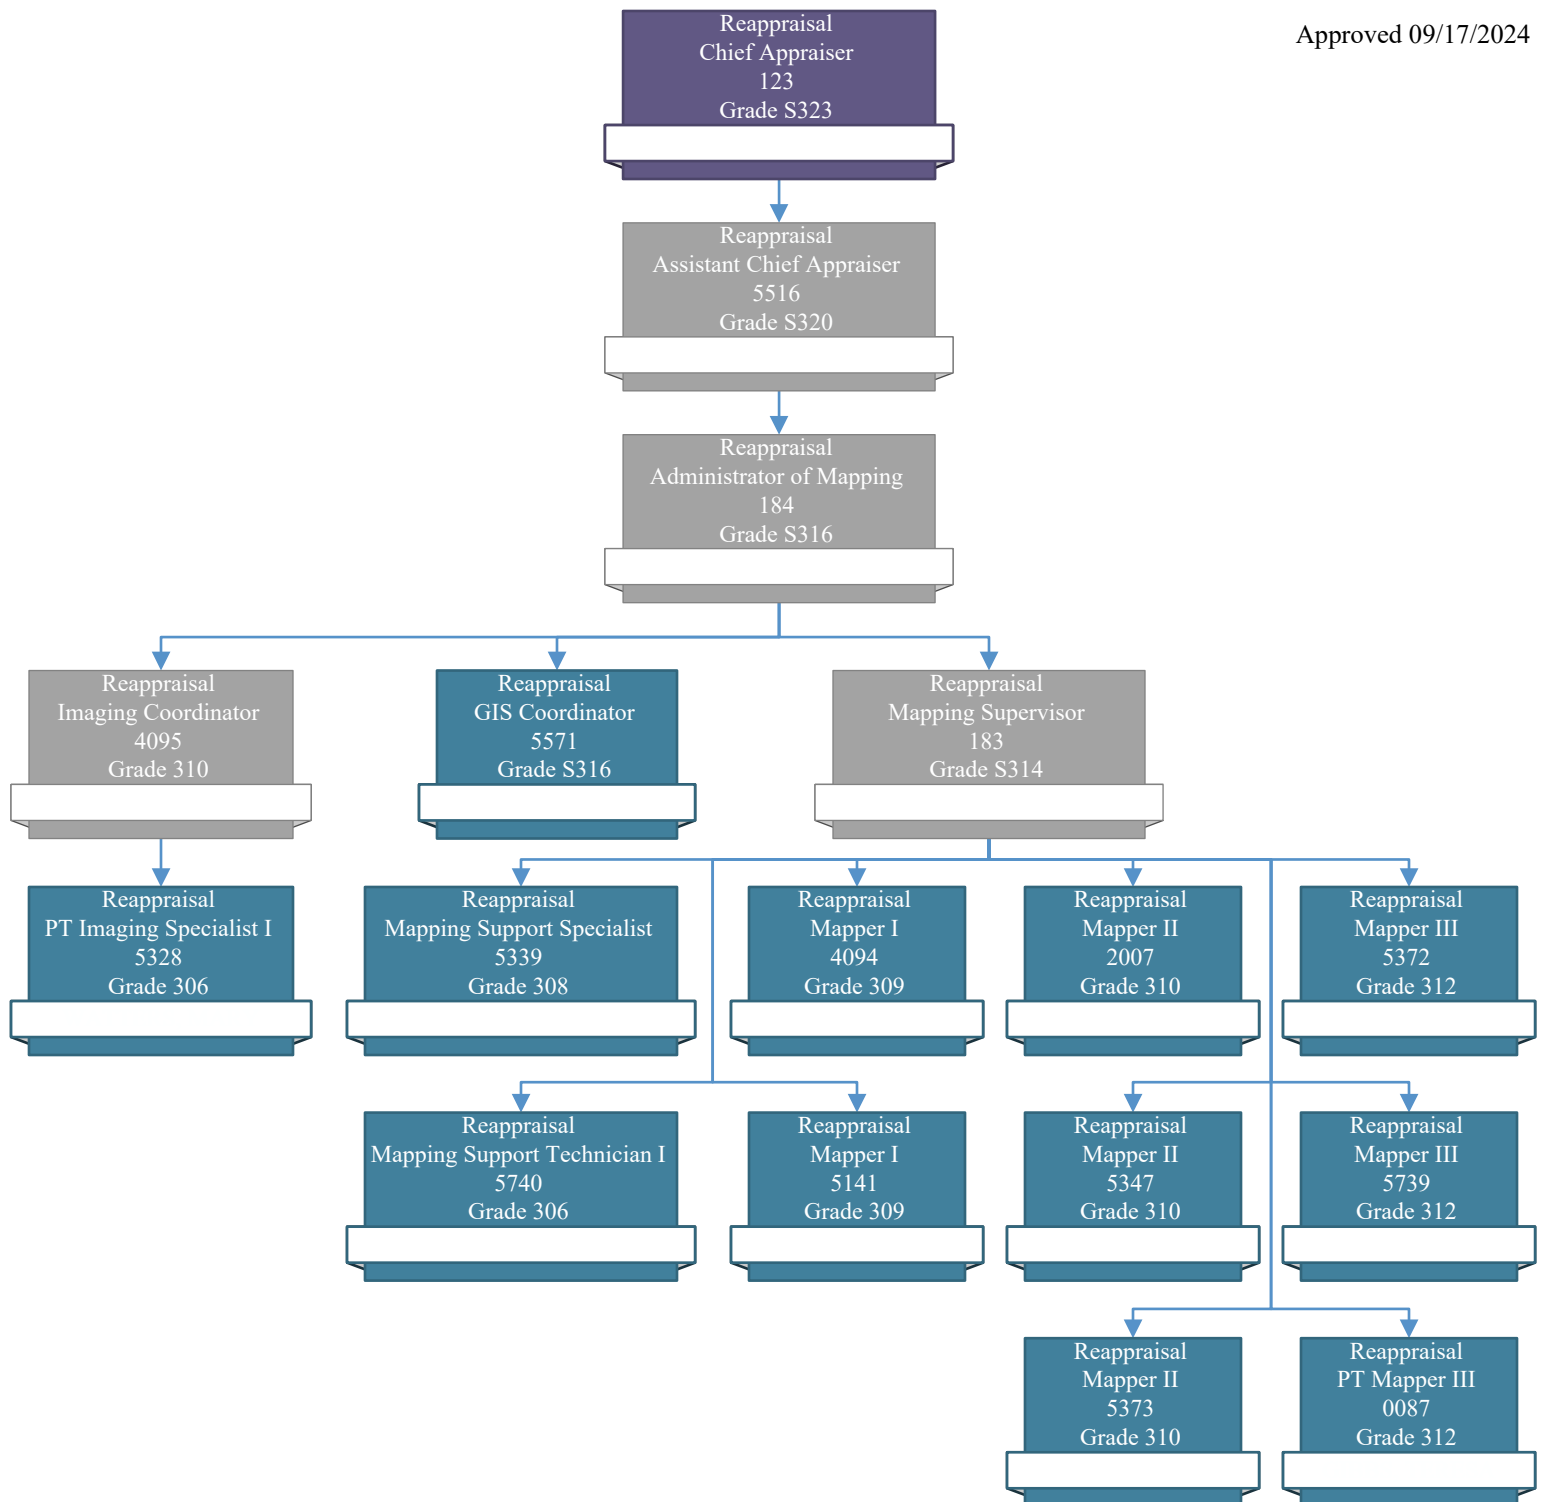 Approved 09/17/2024
Reappraisal
Chief Appraiser
123
Grade S323
Reappraisal
Assistant Chief Appraiser
5516
Grade S320
Reappraisal
Administrator of Mapping
184
Grade S316
Reappraisal
Imaging Coordinator
4095
Grade 310
Reappraisal
GIS Coordinator
5571
Grade S316
Reappraisal
Mapping Supervisor
183
Grade S314
Reappraisal
PT Imaging Specialist I
5328
Grade 306
Reappraisal
Mapping Support Specialist
5339
Grade 308
Reappraisal
Mapper I
4094
Grade 309
Reappraisal
Mapper II
2007
Grade 310
Reappraisal
Mapper III
5372
Grade 312
Reappraisal
Mapping Support Technician I
5740
Grade 306
Reappraisal
Mapper I
5141
Grade 309
Reappraisal
Mapper II
5347
Grade 310
Reappraisal
Mapper III
5739
Grade 312
Reappraisal
Mapper II
5373
Grade 310
Reappraisal
PT Mapper III
0087
Grade 312